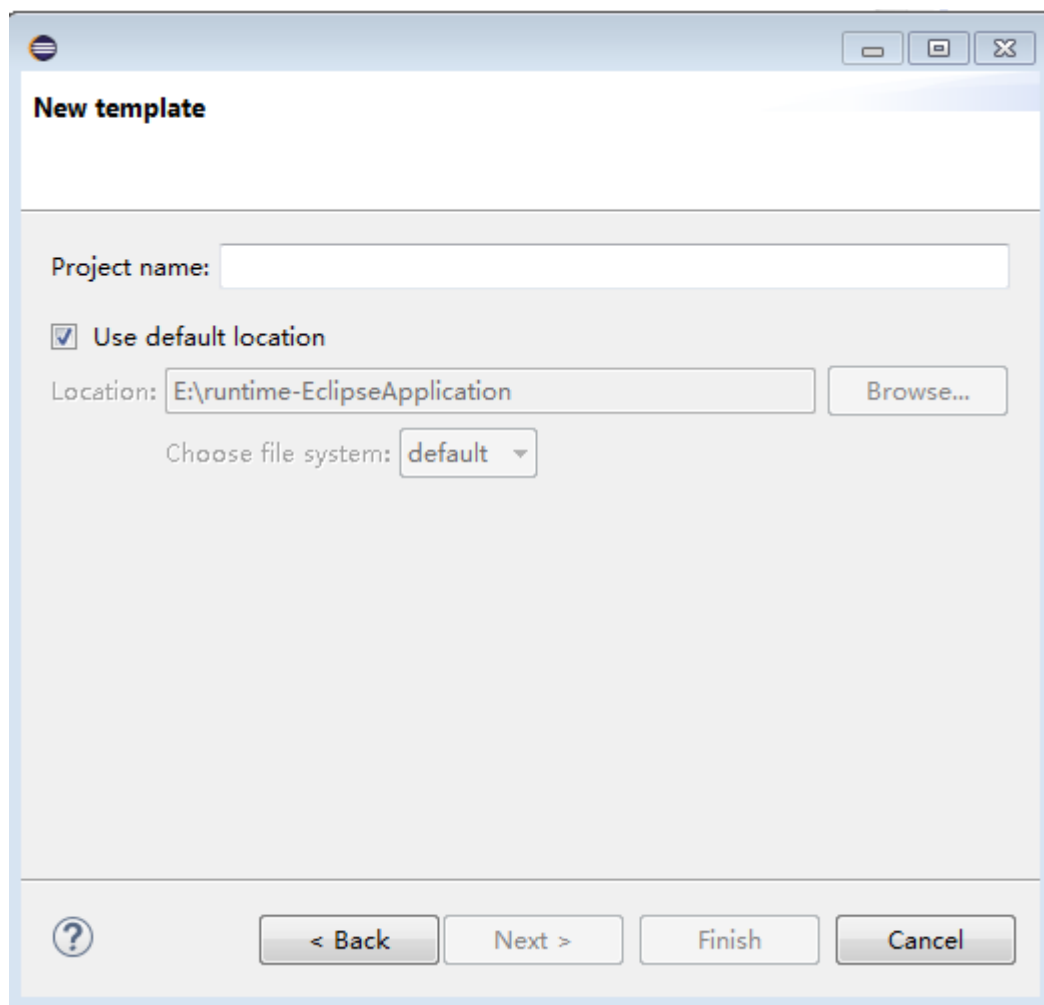 New template
Project name:
Use default location
Location: E:\runtime-EclipseApplication Browse...
Choose file system: default
< Back Next > Finish Cancel